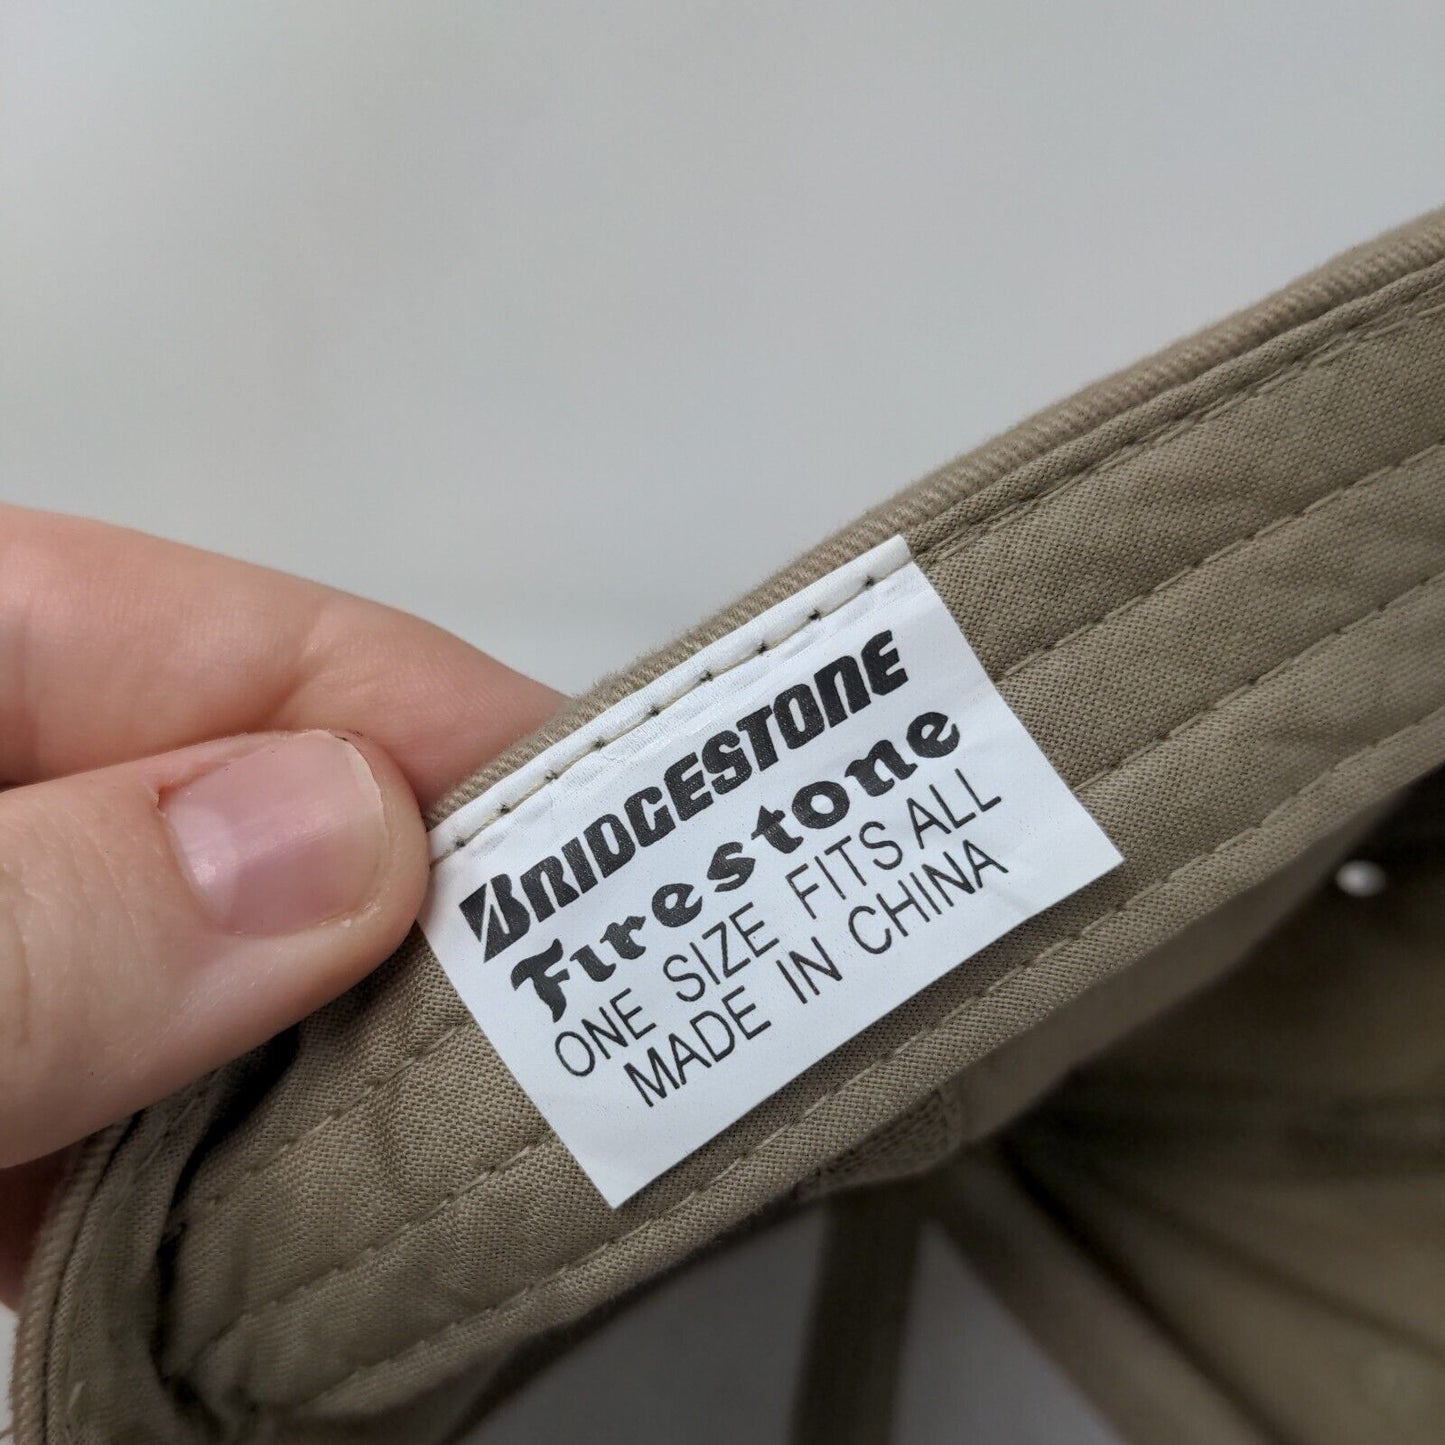 BRIDGESTONE
Firestone
ONE SIZE FITS ALL
MADE IN CHINA